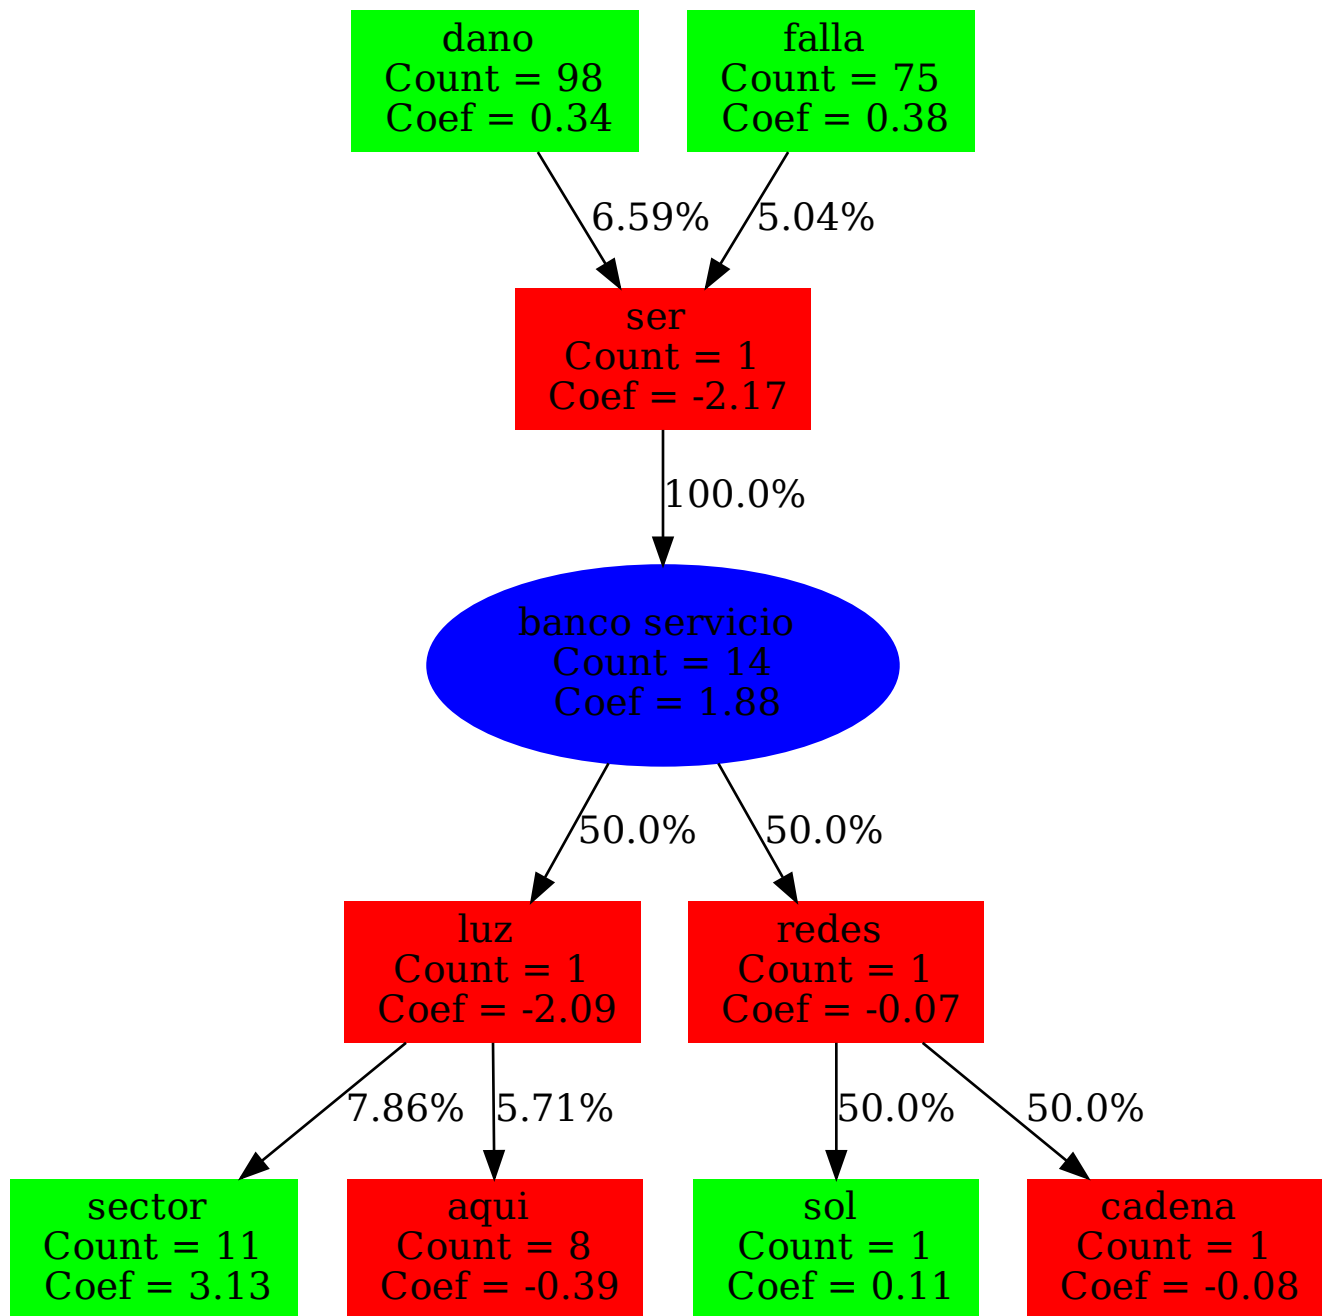 dano
Count = 98
Coef = 0.34
falla
Count = 75
Coef = 0.38
6.59%
5.04%
ser
Count = 1
Coef = -2.17
100.0%
banco servicio
Count = 14
Coef = 1.88
50.0%
50.0%
luz
Count = 1
Coef = -2.09
redes
Count = 1
Coef = -0.07
7.86%
5.71%
50.0%
50.0%
sector
Count = 11
Coef = 3.13
aqui
Count = 8
Coef = -0.39
sol
Count = 1
Coef = 0.11
cadena
Count = 1
Coef = -0.08